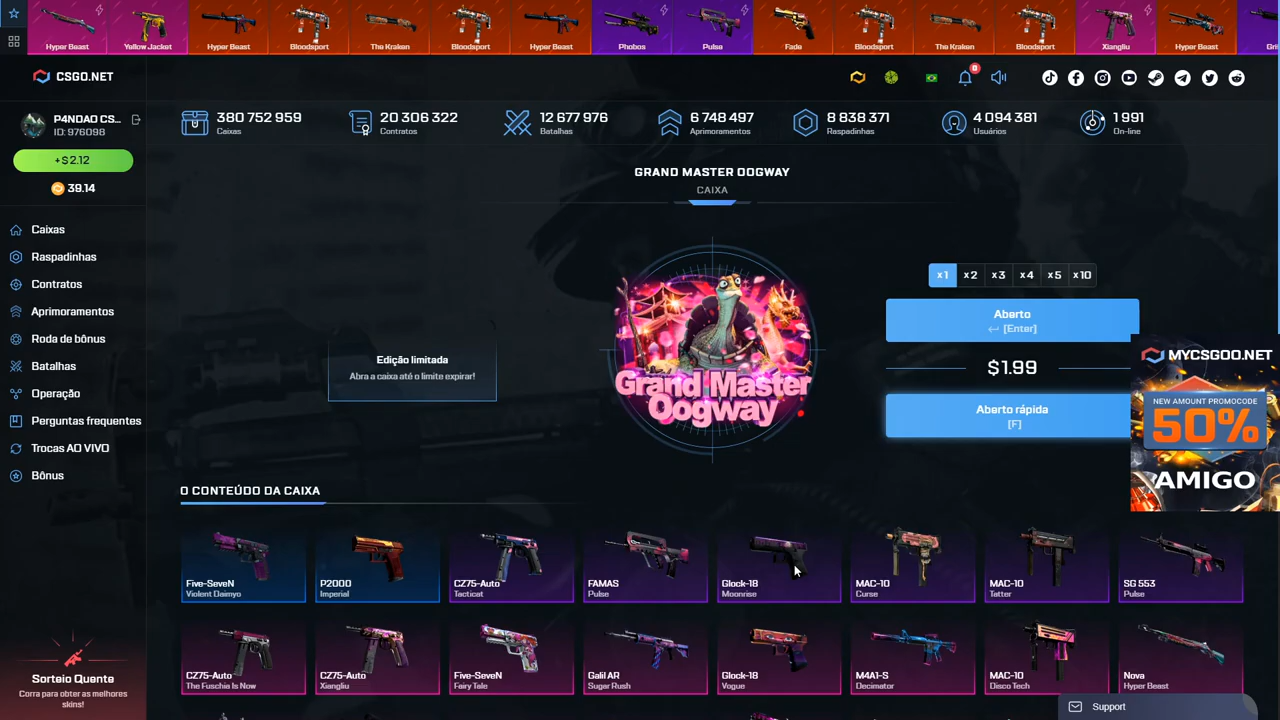 Hyper Beast
Yellow Jacket
Hyper Beast
Bloodsport
The Kraken
Bloodsport
Hyper Beast
Phobos
Pulse
Fade
Bloodsport
The Kraken
Bloodsport
Xiangliu
Hyper Beast
CSGO.NET
8
P4NDAO CS...
ID: 976098
+$ 2.12
39.14
380 752 959
Caixas
20 306 322
Contratos
12 677 976
Batalhas
6 748 497
Aprimoramentos
8 838 371
Raspadinhas
4 094 381
Usuários
1 991
On-line
Caixas
Raspadinhas
Contratos
Aprimoramentos
Roda de bônus
Batalhas
Operação
Perguntas frequentes
Trocas AO VIVO
Bônus
Sorteio Quente
Corra para obter as melhores
skins!
GRAND MASTER OOGWAY
CAIXA
Edição limitada
Abra a caixa até o limite expirar!
Grand Master
Oogway
x1 x2 x3 x4 x5 x10
Aberto
[Enter]
$1.99
Aberto rápida
[F]
MYCSGOO.NET
NEW AMOUNT PROMOCODE
50%
AMIGO
O CONTEÚDO DA CAIXA
Five-SeveN
Violent Daimyo
P2000
Imperial
CZ75-Auto
Tacticat
FAMAS
Pulse
Glock-18
Moonrise
MAC-10
Curse
MAC-10
Tatter
SG 553
Pulse
CZ75-Auto
The Fuschia Is Now
CZ75-Auto
Xiangliu
Five-SeveN
Fairy Tale
Galil AR
Sugar Rush
Glock-18
Vogue
M4A1-S
Decimator
MAC-10
Disco Tech
Nova
Hyper Beast
Support